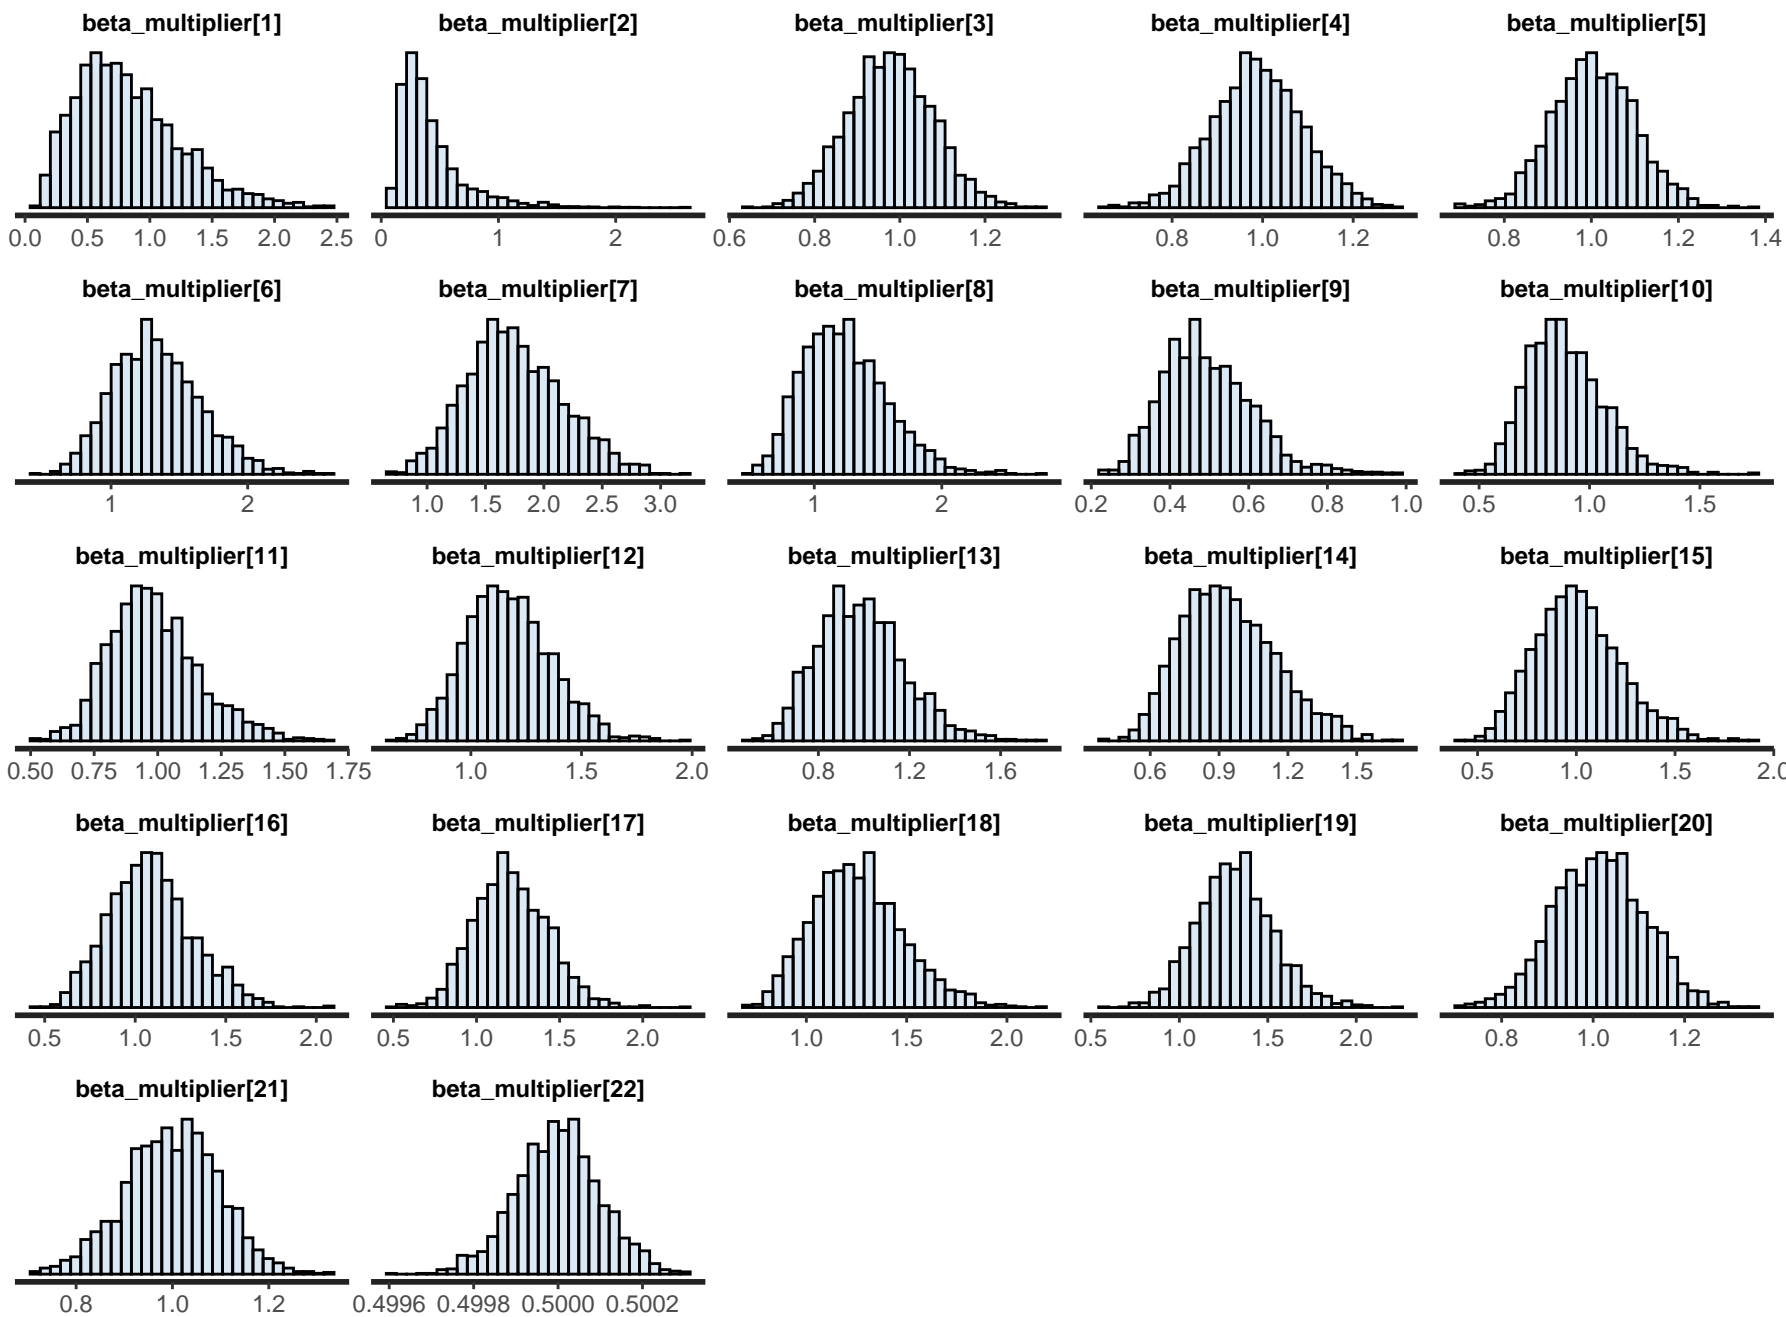 beta_multiplier[1] beta_multiplier[2] beta_multiplier[3] beta_multiplier[4] beta_multiplier[5]
0.0 0.5 1.0 1.5 2.0 2.5 0 1 2 0.6 0.8 1.0 1.2 0.8 1.0 1.2 0.8 1.0 1.2 1.4
beta_multiplier[6] beta_multiplier[7] beta_multiplier[8] beta_multiplier[9] beta_multiplier[10]
1 2 1.0 1.5 2.0 2.5 3.0 1 2 0.2 0.4 0.6 0.8 1.0 0.5 1.0 1.5
beta_multiplier[11] beta_multiplier[12] beta_multiplier[13] beta_multiplier[14] beta_multiplier[15]
0.50 0.75 1.00 1.25 1.50 1.75 1.0 1.5 2.0 0.8 1.2 1.6 0.6 0.9 1.2 1.5 0.5 1.0 1.5 2.0
beta_multiplier[16] beta_multiplier[17] beta_multiplier[18] beta_multiplier[19] beta_multiplier[20]
0.5 1.0 1.5 2.0 0.5 1.0 1.5 2.0 1.0 1.5 2.0 0.5 1.0 1.5 2.0 0.8 1.0 1.2
beta_multiplier[21] beta_multiplier[22]
0.8 1.0 1.2 0.4996 0.4998 0.5000 0.5002